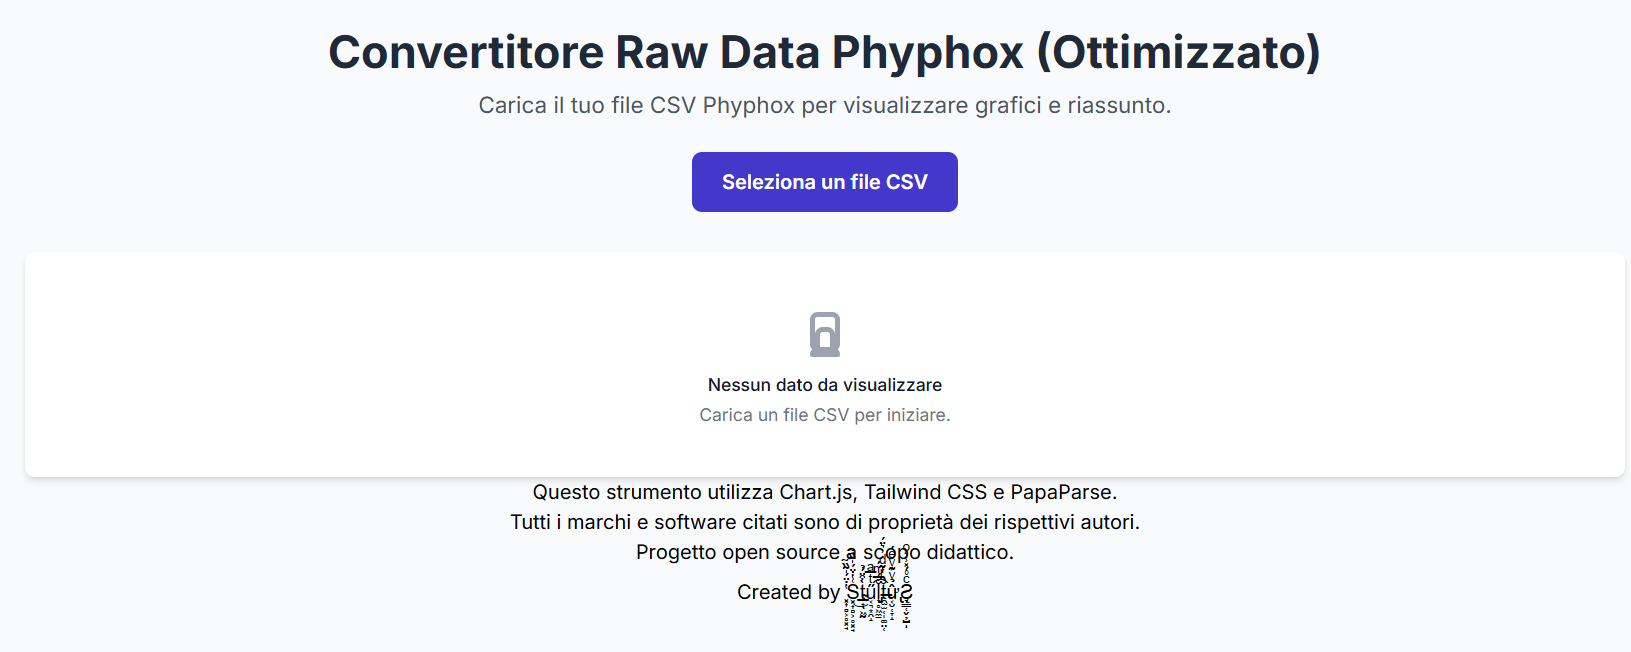 Convertitore Raw Data Phyphox (Ottimizzato)
Carica il tuo file CSV Phyphox per visualizzare grafici e riassunto.
Seleziona un file CSV
Nessun dato da visualizzare
Carica un file CSV per iniziare.
Questo strumento utilizza Chart.js, Tailwind CSS e PapaParse.
Tutti i marchi e software citati sono di proprietà dei rispettivi autori.
Progetto open source a scopo didattico.
Created by